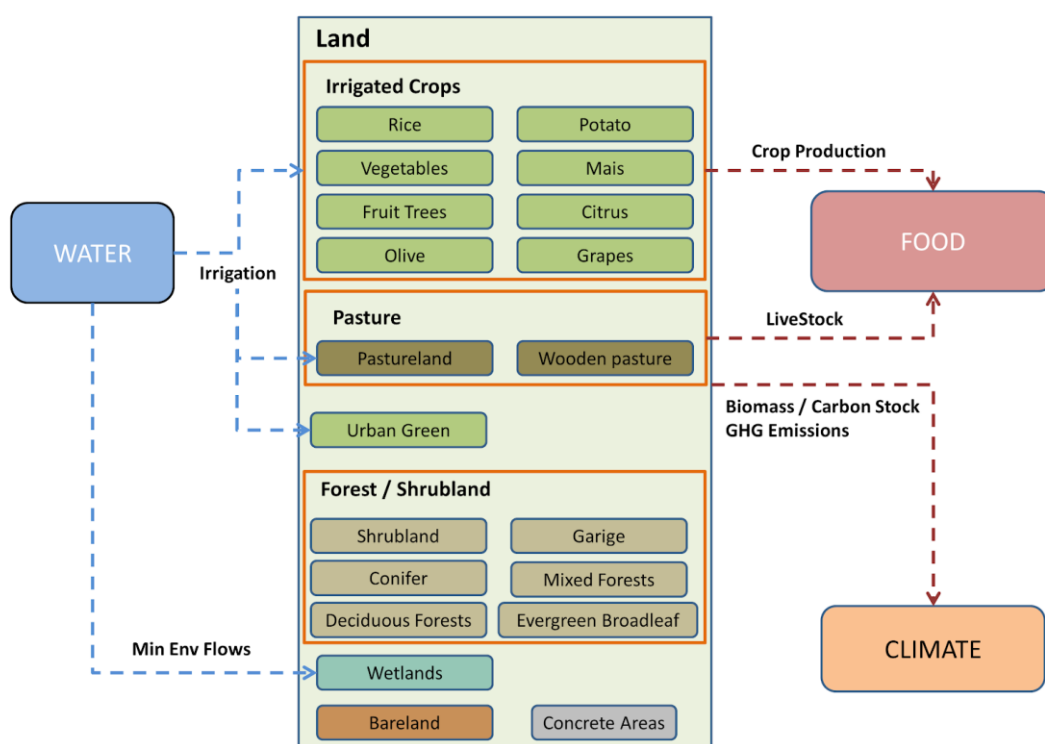 Land
Irrigated Crops
Rice
Potato
Vegetables
Mais
Fruit Trees
Citrus
Olive
Grapes
Crop Production
WATER
FOOD
Irrigation
Pasture
Pastureland
Wooden pasture
LiveStock
Biomass / Carbon Stock
GHG Emissions
Urban Green
Forest / Shrubland
Shrubland
Garige
Conifer
Mixed Forests
Deciduous Forests
Evergreen Broadleaf
Min Env Flows
CLIMATE
Wetlands
Bareland
Concrete Areas